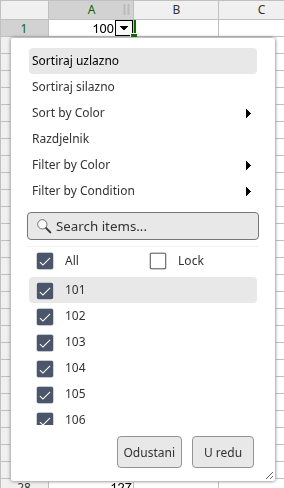 A B C
1 100
Sortiraj uzlazno
Sortiraj silazno
Sort by Color
Razdjelnik
Filter by Color
Filter by Condition
Search items...
All Lock
101
102
103
104
105
106
Odustani U redu
28 127